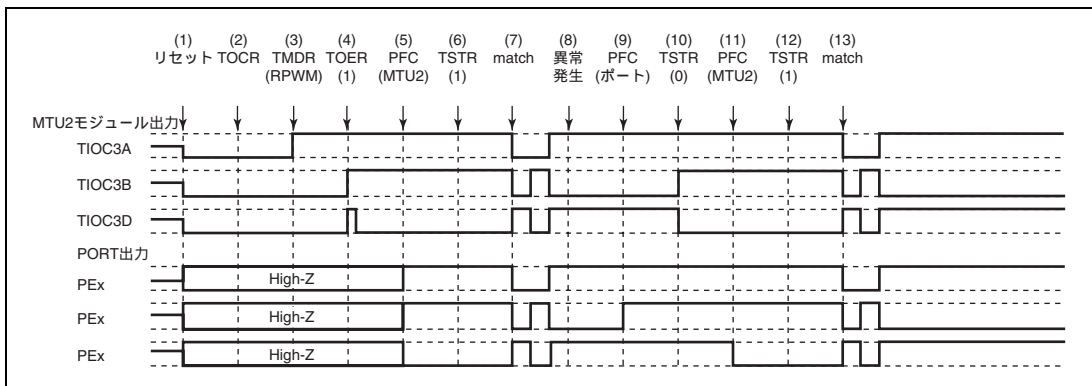 (1) (2) (3) (4) (5) (6) (7) (8) (9) (10) (11) (12) (13)
リセット TOCR TMDR TOER PFC TSTR match 異常 PFC TSTR PFC TSTR match
(RPWM) (1) (MTU2) (1) 発生 (ポート) (0) (MTU2) (1)
MTU2モジュール出力
TIOC3A
TIOC3B
TIOC3D
PORT出力
PEx High-Z
PEx High-Z
PEx High-Z